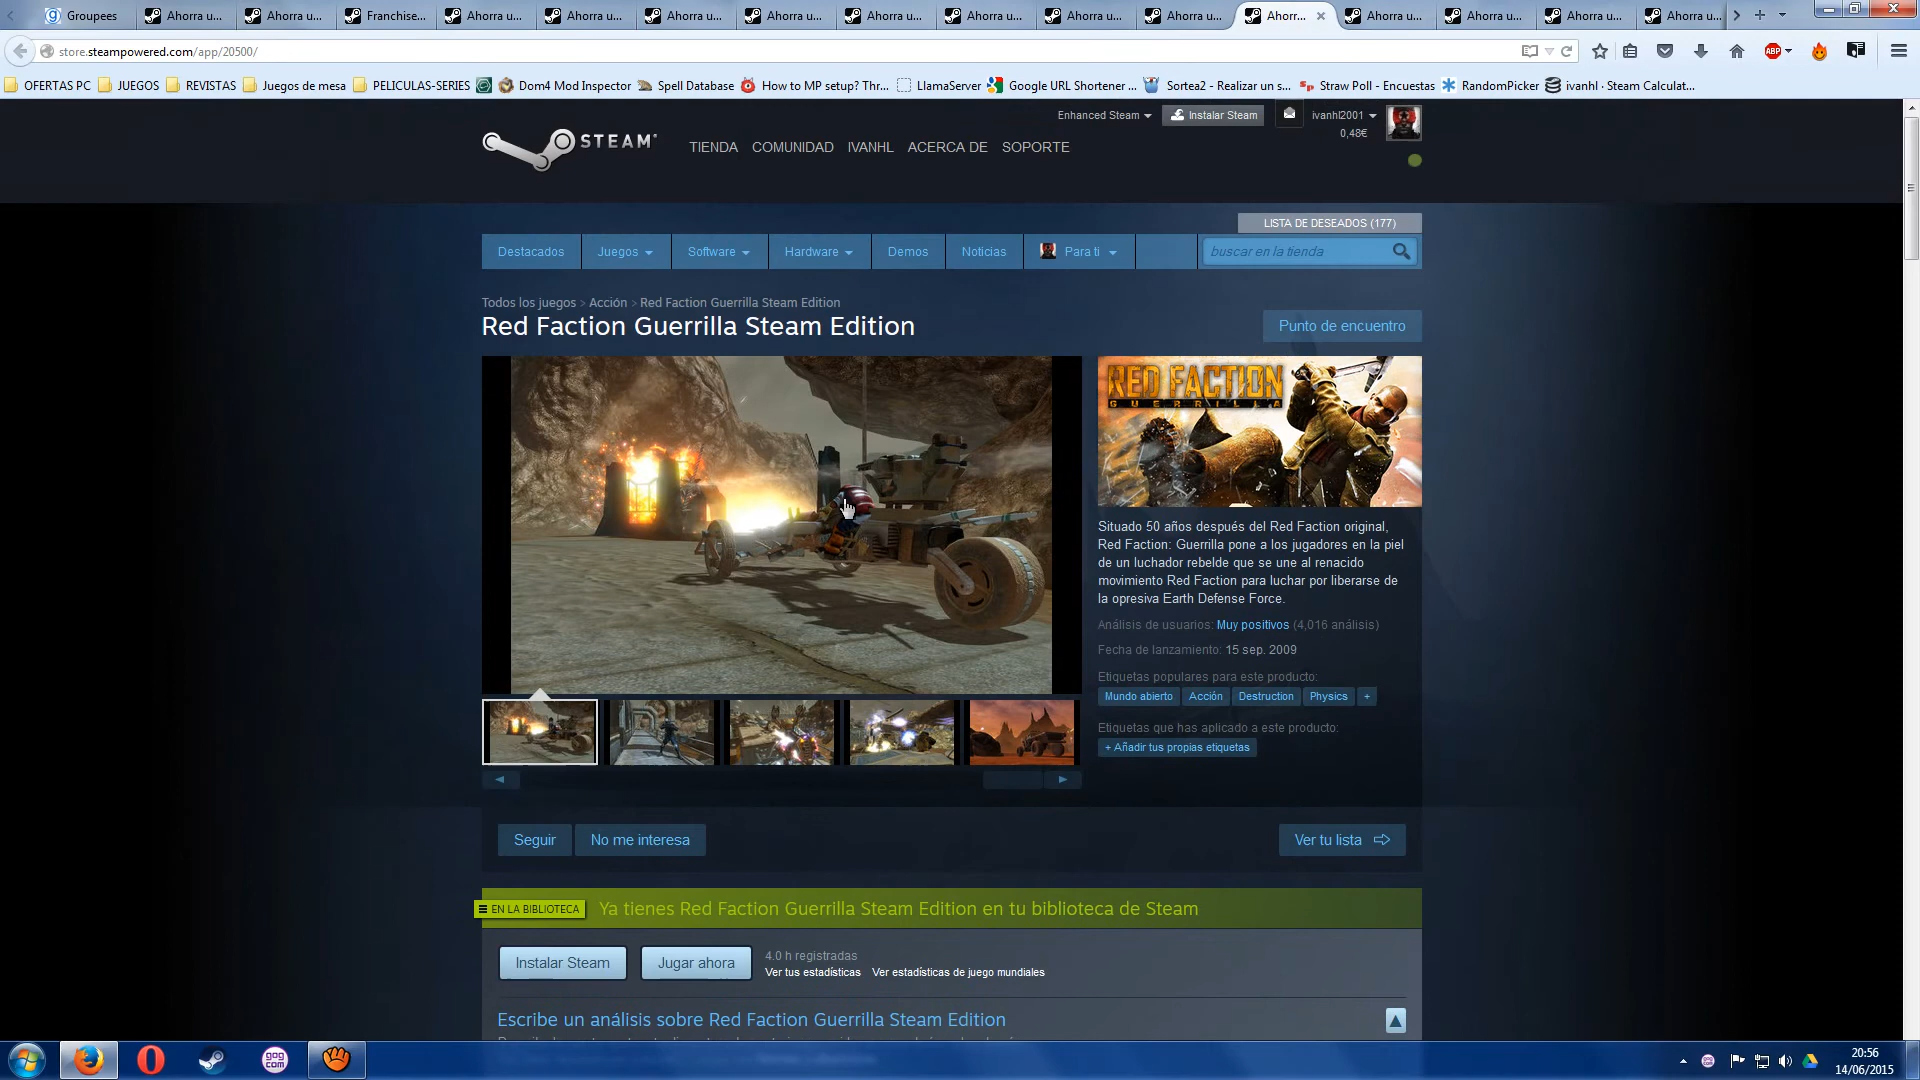 Groupees Ahorra u... Ahorra u... Franchise... Ahorra u... Ahorra u... Ahorra u... Ahorra u... Ahorra u... Ahorra u... Ahorra u... Ahorra u... Ahorr... Ahorra u... Ahorra u... Ahorra u... Ahorra u...
store.steampowered.com/app/20500/
ABP
OFERTAS PC JUEGOS REVISTAS Juegos de mesa PELICULAS-SERIES Dom4 Mod Inspector Spell Database How to MP setup? Thr... LlamaServer Google URL Shortener ... Sortea2 - Realizar un s... Straw Poll - Encuestas RandomPicker ivanhl · Steam Calculat...
Enhanced Steam Instalar Steam ivanhl2001
0,48€
STEAM
TIENDA COMUNIDAD IVANHL ACERCA DE SOPORTE
LISTA DE DESEADOS (177)
Destacados Juegos Software Hardware Demos Noticias Para ti buscar en la tienda
Todos los juegos > Acción > Red Faction Guerrilla Steam Edition
Red Faction Guerrilla Steam Edition
Punto de encuentro
RED FACTION
GUERRILLA
Situado 50 años después del Red Faction original,
Red Faction: Guerrilla pone a los jugadores en la piel
de un luchador rebelde que se une al renacido
movimiento Red Faction para luchar por liberarse de
la opresiva Earth Defense Force.
Análisis de usuarios: Muy positivos (4,016 análisis)
Fecha de lanzamiento: 15 sep. 2009
Etiquetas populares para este producto:
Mundo abierto Acción Destruction Physics +
Etiquetas que has aplicado a este producto:
+ Añadir tus propias etiquetas
Seguir No me interesa Ver tu lista
EN LA BIBLIOTECA Ya tienes Red Faction Guerrilla Steam Edition en tu biblioteca de Steam
Instalar Steam Jugar ahora
4.0 h registradas
Ver tus estadísticas Ver estadísticas de juego mundiales
Escribe un análisis sobre Red Faction Guerrilla Steam Edition
gog
com
20:56
14/06/2015